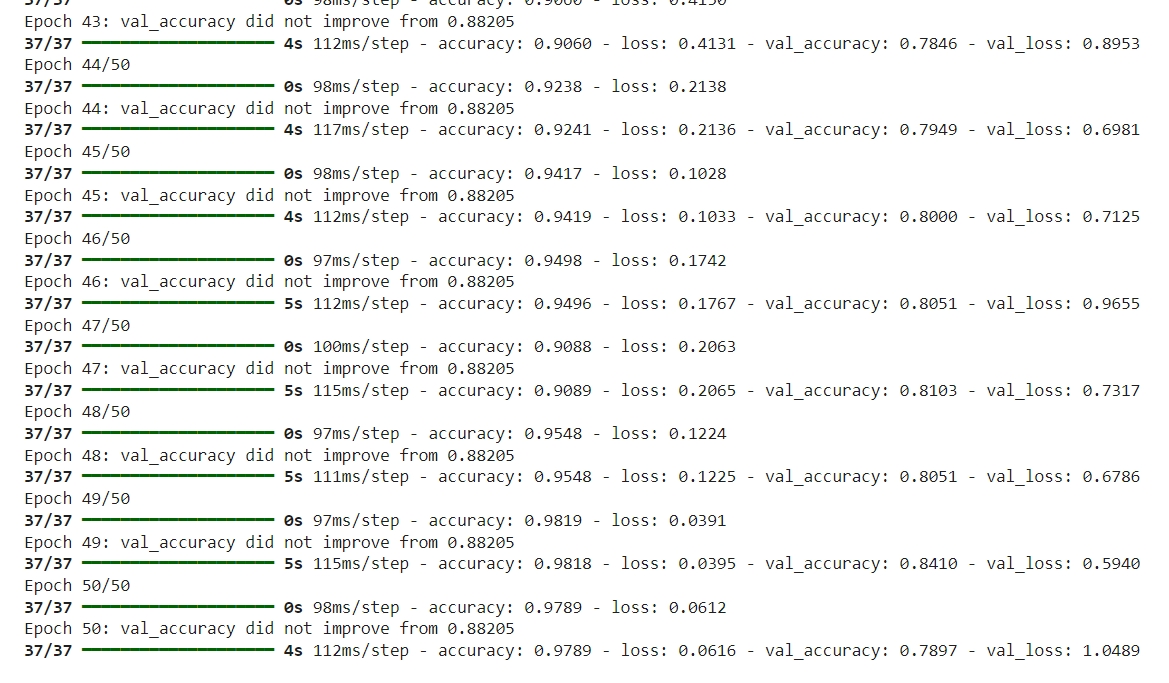 37/37 0s 98ms/step - accuracy: 0.9060 - loss: 0.4150
Epoch 43: val_accuracy did not improve from 0.88205
37/37 4s 112ms/step - accuracy: 0.9060 - loss: 0.4131 - val_accuracy: 0.7846 - val_loss: 0.8953
Epoch 44/50
37/37 0s 98ms/step - accuracy: 0.9238 - loss: 0.2138
Epoch 44: val_accuracy did not improve from 0.88205
37/37 4s 117ms/step - accuracy: 0.9241 - loss: 0.2136 - val_accuracy: 0.7949 - val_loss: 0.6981
Epoch 45/50
37/37 0s 98ms/step - accuracy: 0.9417 - loss: 0.1028
Epoch 45: val_accuracy did not improve from 0.88205
37/37 4s 112ms/step - accuracy: 0.9419 - loss: 0.1033 - val_accuracy: 0.8000 - val_loss: 0.7125
Epoch 46/50
37/37 0s 97ms/step - accuracy: 0.9498 - loss: 0.1742
Epoch 46: val_accuracy did not improve from 0.88205
37/37 5s 112ms/step - accuracy: 0.9496 - loss: 0.1767 - val_accuracy: 0.8051 - val_loss: 0.9655
Epoch 47/50
37/37 0s 100ms/step - accuracy: 0.9088 - loss: 0.2063
Epoch 47: val_accuracy did not improve from 0.88205
37/37 5s 115ms/step - accuracy: 0.9089 - loss: 0.2065 - val_accuracy: 0.8103 - val_loss: 0.7317
Epoch 48/50
37/37 0s 97ms/step - accuracy: 0.9548 - loss: 0.1224
Epoch 48: val_accuracy did not improve from 0.88205
37/37 5s 111ms/step - accuracy: 0.9548 - loss: 0.1225 - val_accuracy: 0.8051 - val_loss: 0.6786
Epoch 49/50
37/37 0s 97ms/step - accuracy: 0.9819 - loss: 0.0391
Epoch 49: val_accuracy did not improve from 0.88205
37/37 5s 115ms/step - accuracy: 0.9818 - loss: 0.0395 - val_accuracy: 0.8410 - val_loss: 0.5940
Epoch 50/50
37/37 0s 98ms/step - accuracy: 0.9789 - loss: 0.0612
Epoch 50: val_accuracy did not improve from 0.88205
37/37 4s 112ms/step - accuracy: 0.9789 - loss: 0.0616 - val_accuracy: 0.7897 - val_loss: 1.0489